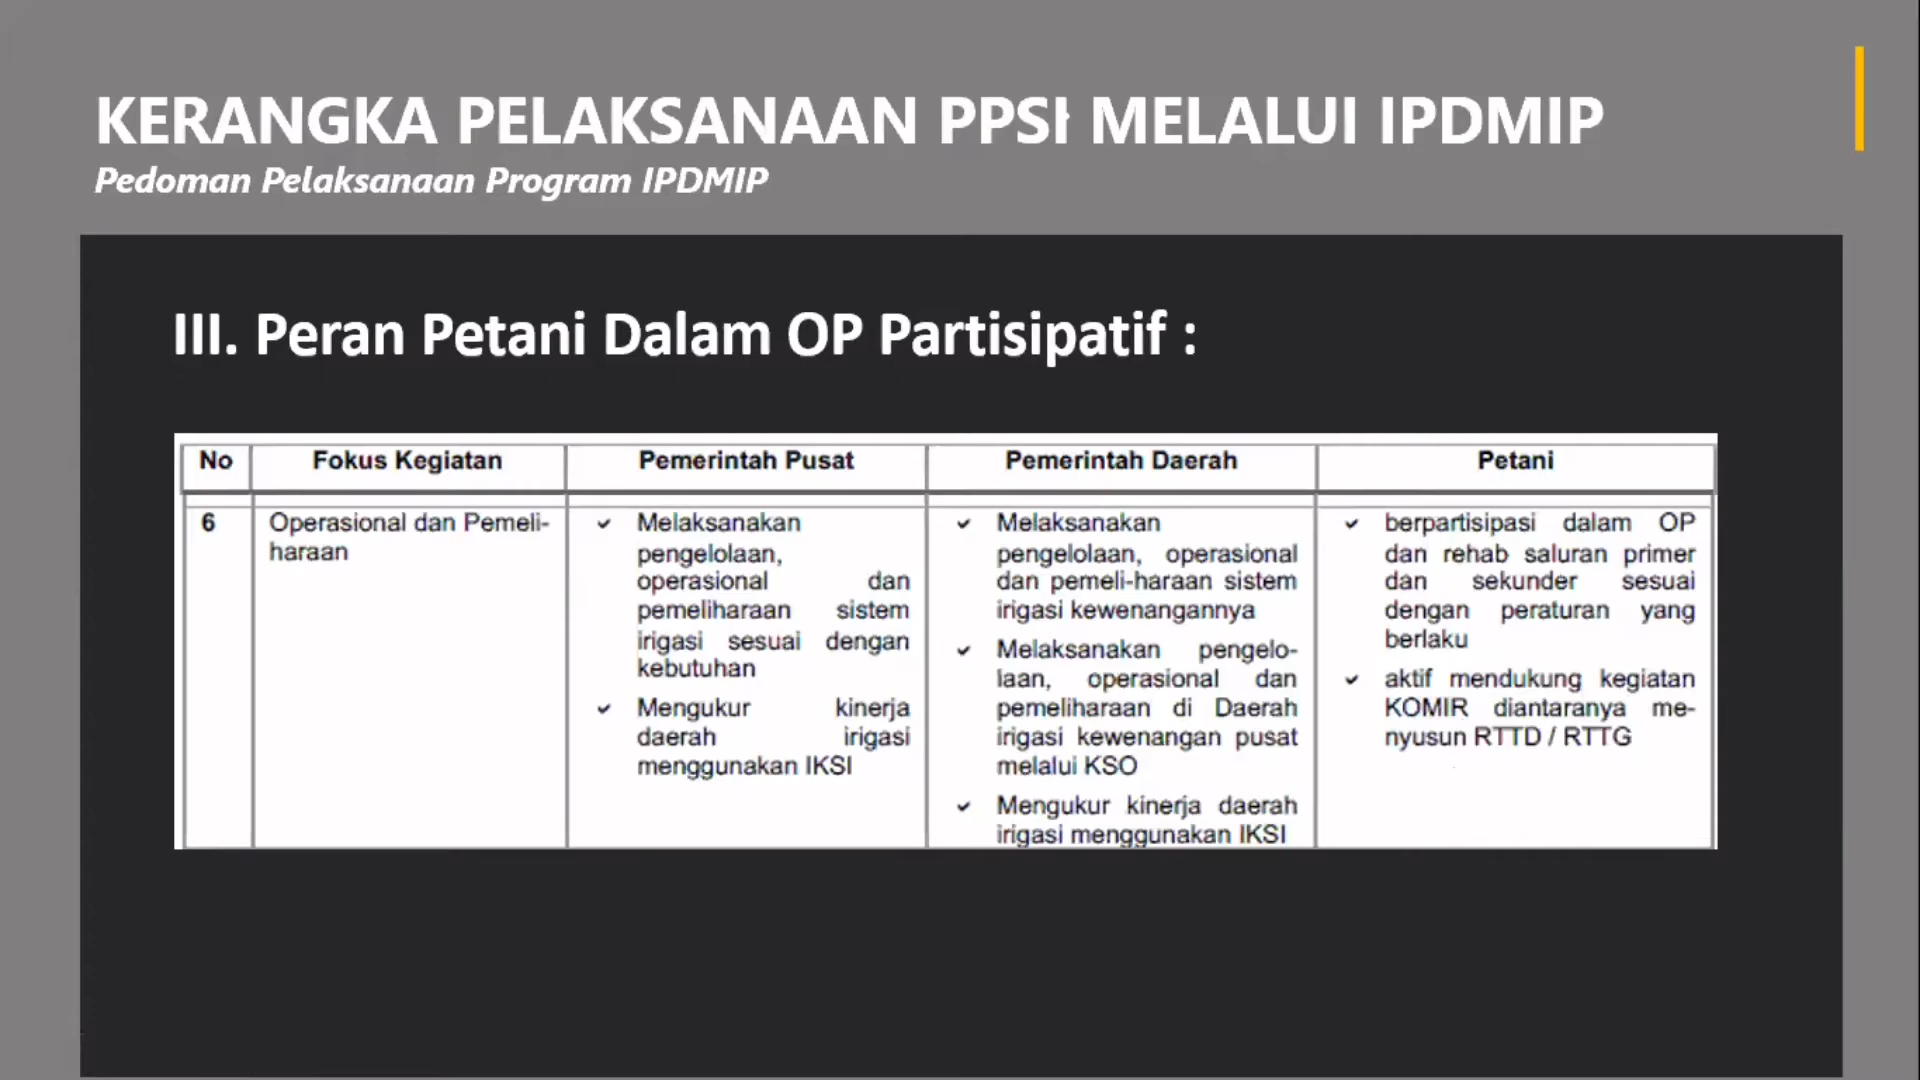 KERANGKA PELAKSANAAN PPSI MELALUI IPDMIP
Pedoman Pelaksanaan Program IPDMIP
III. Peran Petani Dalam OP Partisipatif :
No
Fokus Kegiatan
Pemerintah Pusat
Pemerintah Daerah
Petani
6
Operasional dan Pemeli-
haraan
✓ Melaksanakan
pengelolaan,
operasional dan
pemeliharaan sistem
irigasi sesuai dengan
kebutuhan
✓ Mengukur kinerja
daerah irigasi
menggunakan IKSI
✓ Melaksanakan
pengelolaan, operasional
dan pemeli-haraan sistem
irigasi kewenangannya
✓ Melaksanakan pengelo-
laan, operasional dan
pemeliharaan di Daerah
irigasi kewenangan pusat
melalui KSO
✓ Mengukur kinerja daerah
irigasi menggunakan IKSI
✓ berpartisipasi dalam OP
dan rehab saluran primer
dan sekunder sesuai
dengan peraturan yang
berlaku
✓ aktif mendukung kegiatan
KOMIR diantaranya me-
nyusun RTTD / RTTG